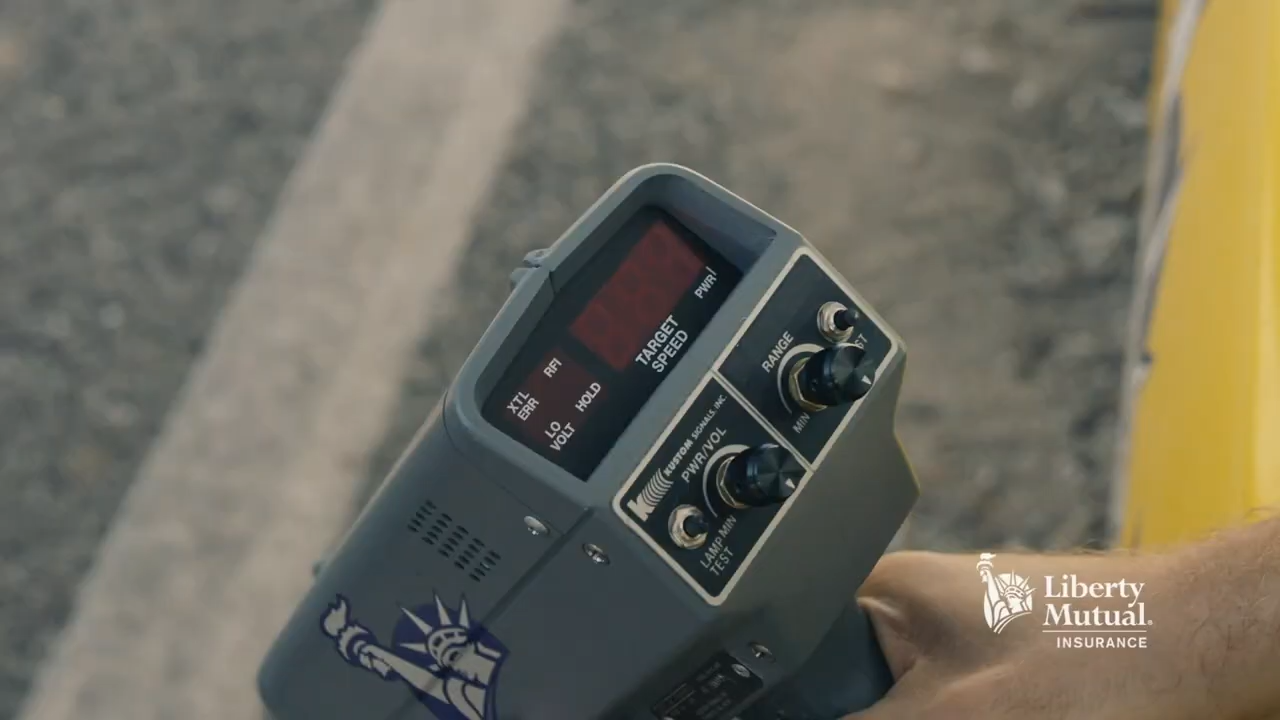 PWR
TARGET
SPEED
RFI
XTL
ERR
HOLD
LO
VOLT
RANGE
MIN
KUSTOM SIGNALS, INC
PWR/VOL
MIN
LAMP
TEST
Liberty
Mutual®
INSURANCE